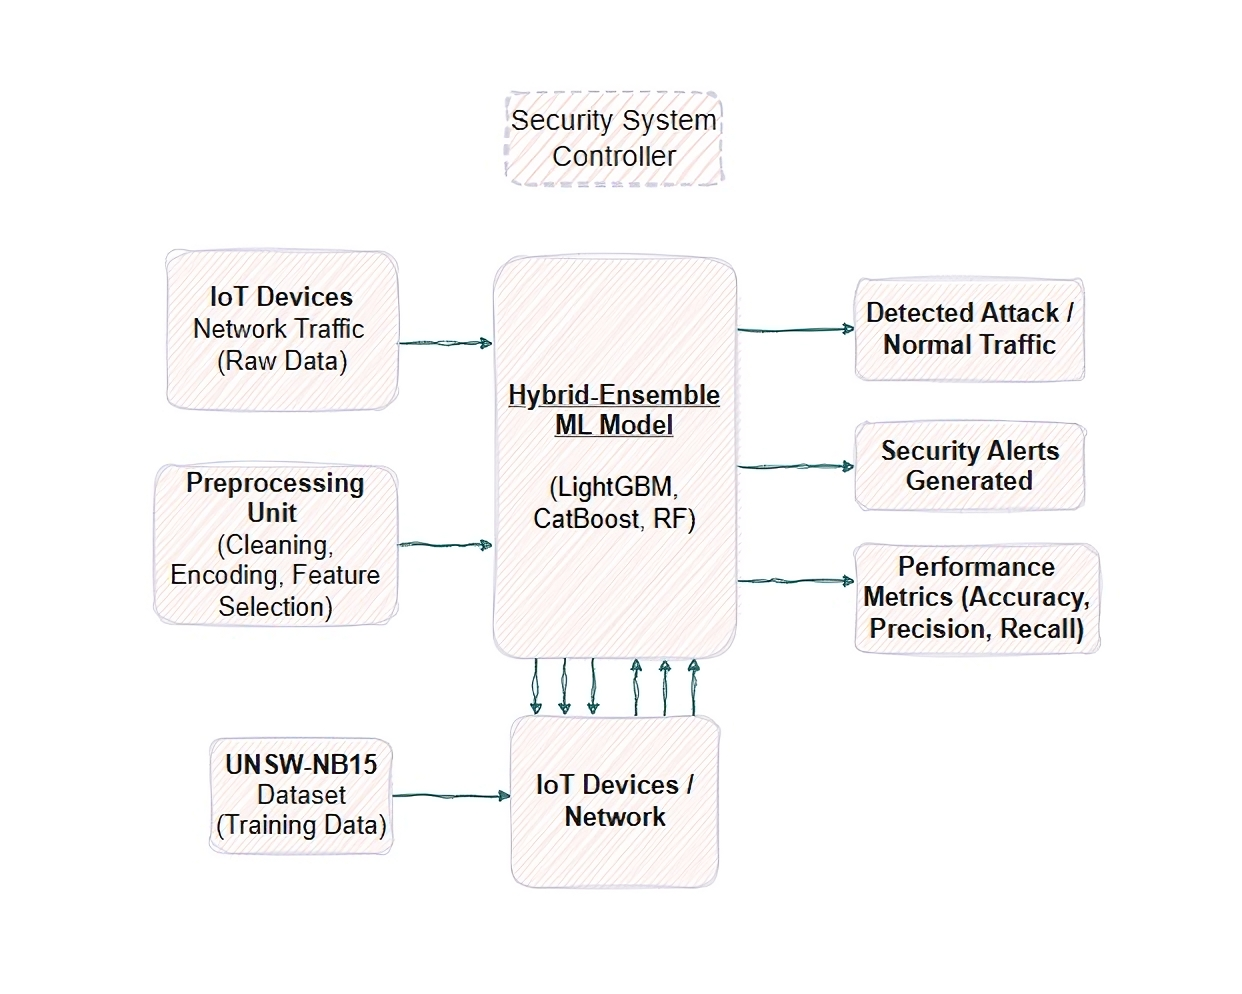 Security System
Controller
IoT Devices
Network Traffic
(Raw Data)
Preprocessing
Unit
(Cleaning,
Encoding, Feature
Selection)
Hybrid-Ensemble
ML Model
(LightGBM,
CatBoost, RF)
Detected Attack /
Normal Traffic
Security Alerts
Generated
Performance
Metrics (Accuracy,
Precision, Recall)
UNSW-NB15
Dataset
(Training Data)
IoT Devices /
Network